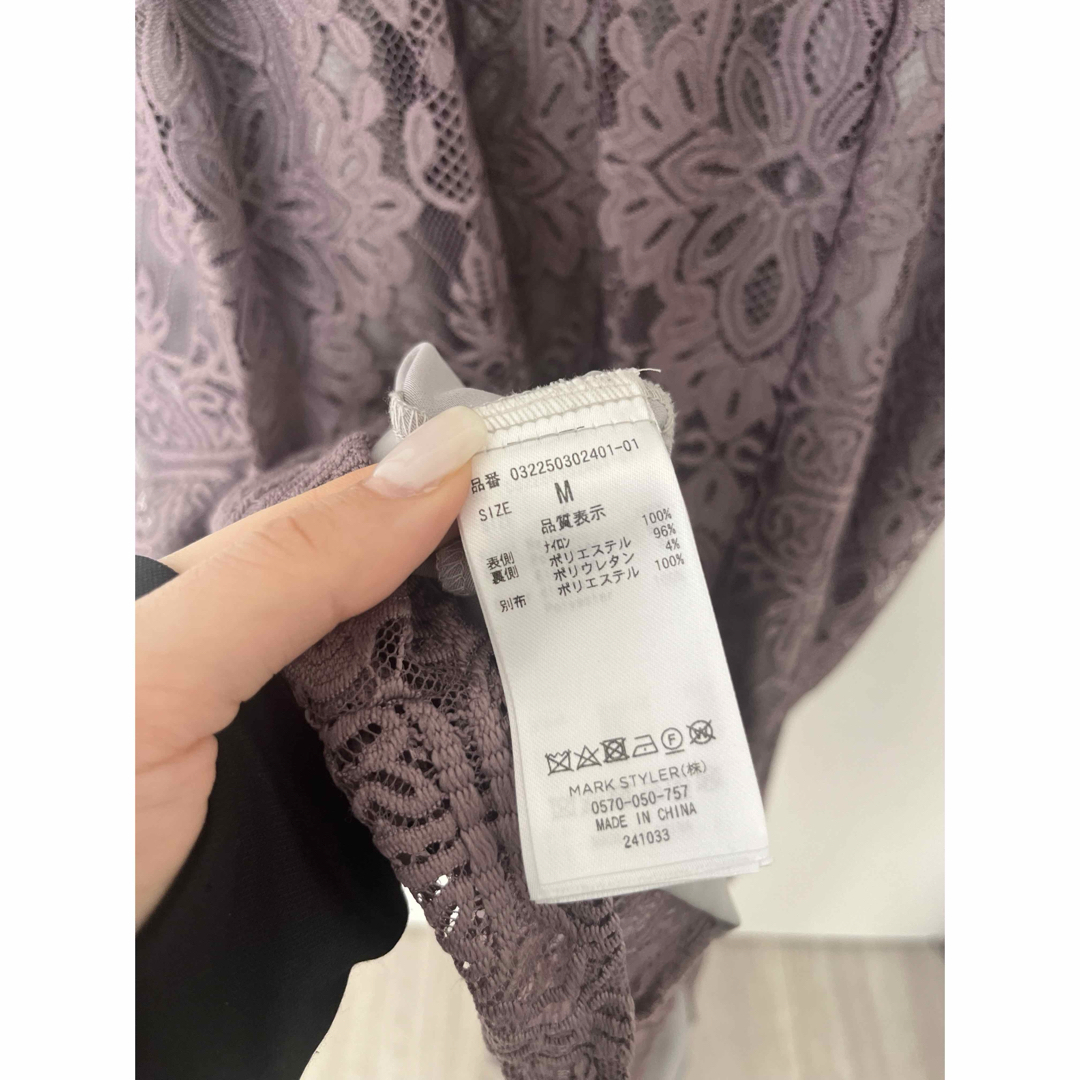 品番 032250302401-01
SIZE M
品質表示
表側 ナイロン 100%
裏側 ポリエステル 96%
ポリウレタン 4%
別布 ポリエステル 100%
F W
MARK STYLER(株)
0570-050-757
MADE IN CHINA
241033